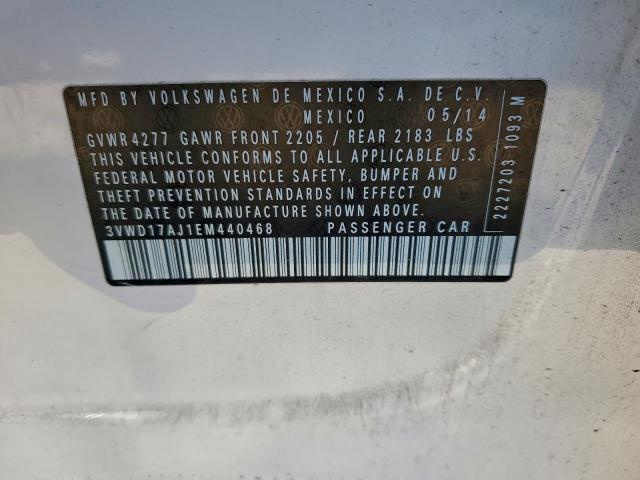 MFD BY VOLKSWAGEN DE MEXICO S.A. DE C.V.
MEXICO 05/14
GVWR 4277 GAWR FRONT 2205 / REAR 2183 LBS
THIS VEHICLE CONFORMS TO ALL APPLICABLE U.S.
FEDERAL MOTOR VEHICLE SAFETY, BUMPER AND
THEFT PREVENTION STANDARDS IN EFFECT ON
THE DATE OF MANUFACTURE SHOWN ABOVE.
3VWD17AJ1EM440468 PASSENGER CAR
2227203 1093 M